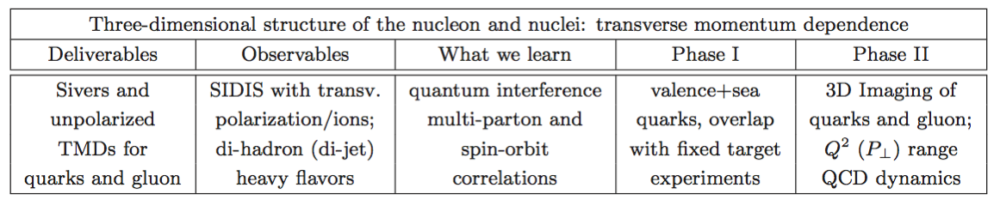 Three-dimensional structure of the nucleon and nuclei: transverse momentum dependence
Deliverables Observables What we learn Phase I Phase II
Sivers and SIDIS with transv. quantum interference valence+sea 3D Imaging of
unpolarized polarization/ions; multi-parton and quarks, overlap quarks and gluon;
TMDs for di-hadron (di-jet) spin-orbit with fixed target Q² (P⊥) range
quarks and gluon heavy flavors correlations experiments QCD dynamics